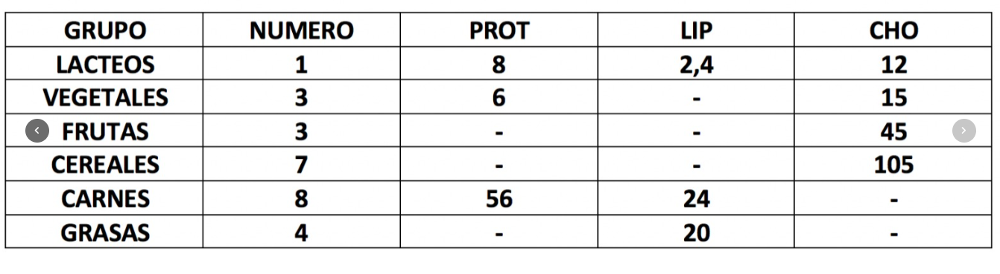 GRUPO NUMERO PROT LIP CHO
LACTEOS 1 8 2,4 12
VEGETALES 3 6 - 15
FRUTAS 3 - - 45
CEREALES 7 - - 105
CARNES 8 56 24 -
GRASAS 4 - 20 -